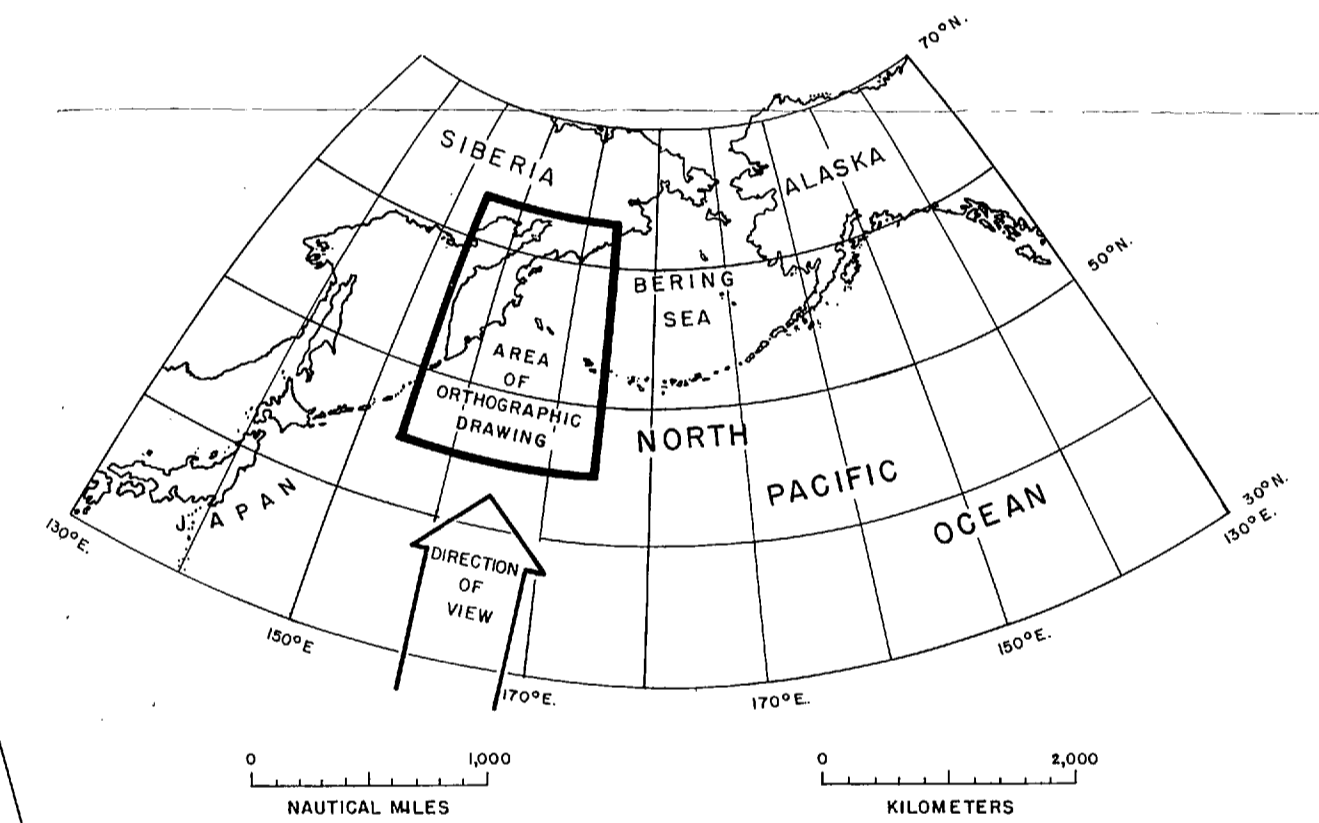 70°N.
SIBERIA
ALASKA
50°N.
BERING
SEA
AREA
OF
ORTHOGRAPHIC
DRAWING
NORTH
PACIFIC
OCEAN
JAPAN
30°N.
130°E.
130°E.
DIRECTION
OF
VIEW
150°E
150°E.
170°E.
170°E.
0 1,000
NAUTICAL MILES
0 2,000
KILOMETERS